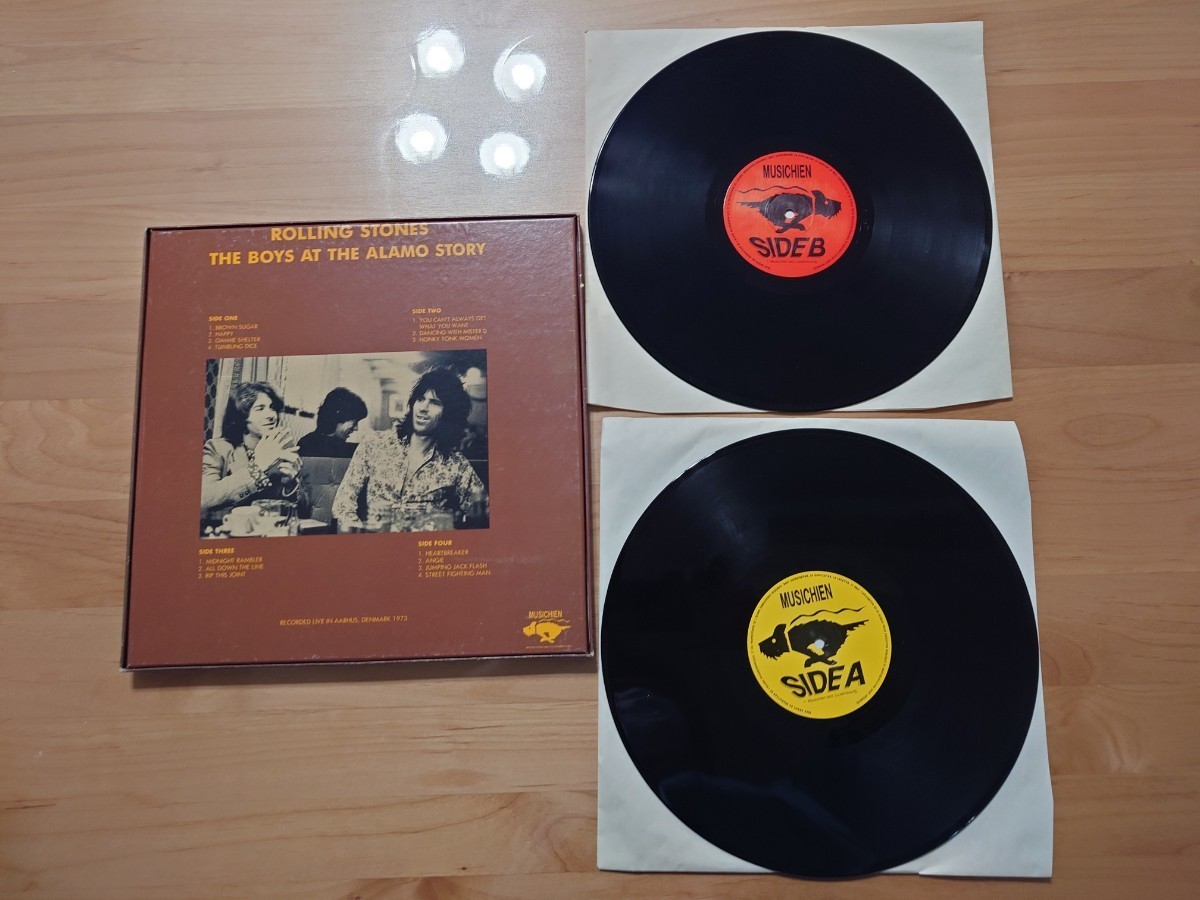 ROLLING STONES
THE BOYS AT THE ALAMO STORY
SIDE ONE
1. BROWN SUGAR
2. HAPPY
3. GIMMIE SHELTER
4. TUMBLING DICE
SIDE TWO
1. YOU CAN'T ALWAYS GET
WHAT YOU WANT
2. DANCING WITH MISTER D
3. HONKY TONK WOMEN
SIDE THREE
1. MIDNIGHT RAMBLER
2. ALL DOWN THE LINE
3. RIP THIS JOINT
SIDE FOUR
1. HEARTBREAKER
2. ANGIE
3. JUMPING JACK FLASH
4. STREET FIGHTING MAN
RECORDED LIVE IN AARHUS, DENMARK 1973
MUSICHIEN
MUSICHIEN
SIDE B
MUSICHIEN
SIDE A